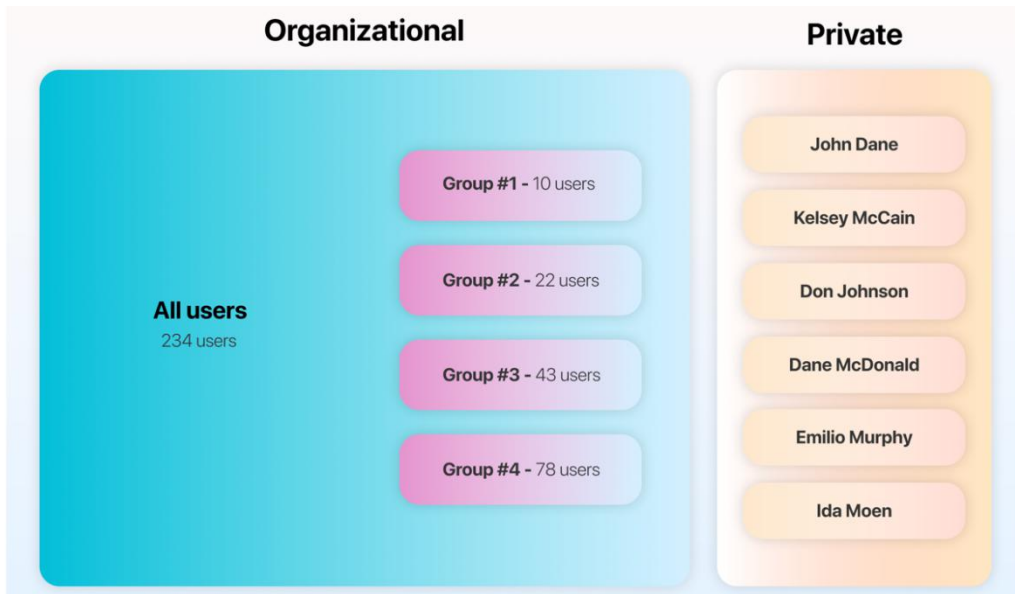 Organizational
All users
234 users
Group #1 - 10 users
Group #2 - 22 users
Group #3 - 43 users
Group #4 - 78 users
Private
John Dane
Kelsey McCain
Don Johnson
Dane McDonald
Emilio Murphy
Ida Moen